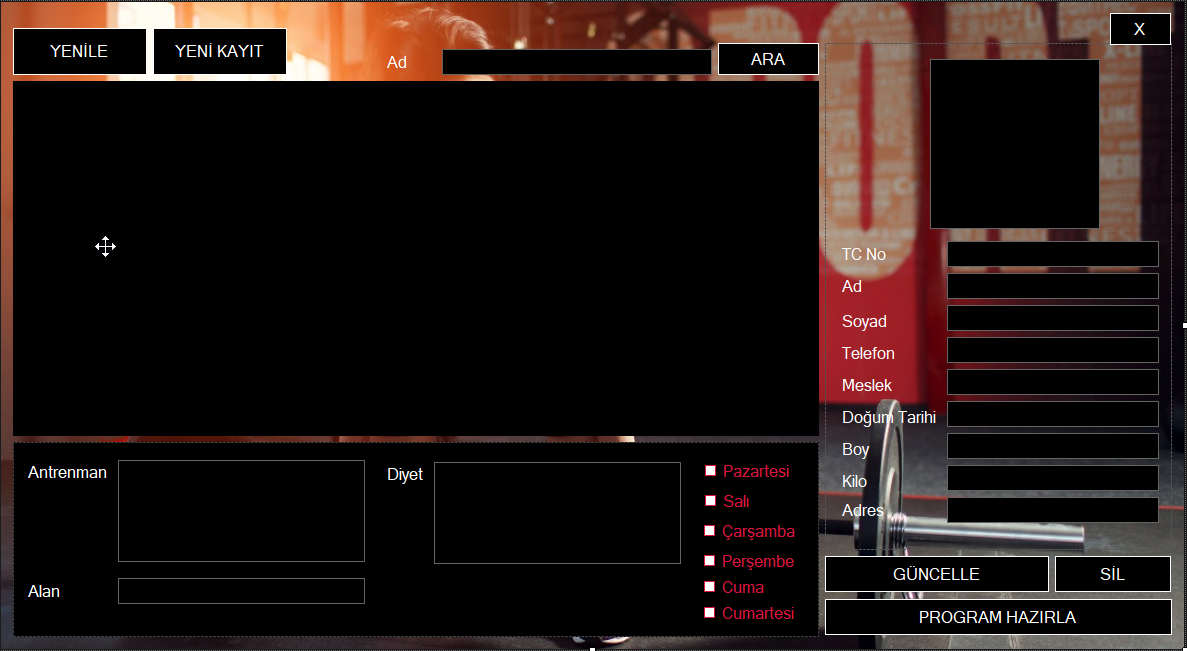 X
YENİLE
YENİ KAYIT
Ad
ARA
TC No
Ad
Soyad
Telefon
Meslek
Doğum Tarihi
Boy
Kilo
Adres
Antrenman
Diyet
Alan
Pazartesi
Salı
Çarşamba
Perşembe
Cuma
Cumartesi
GÜNCELLE
SİL
PROGRAM HAZIRLA